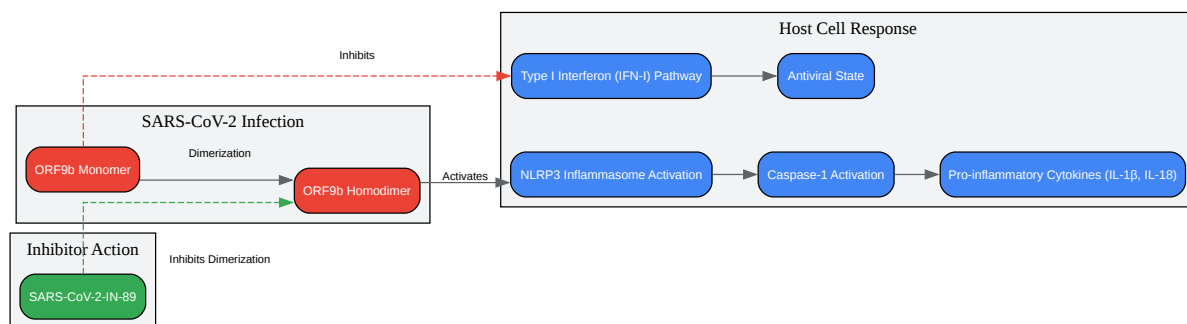 Host Cell Response
Inhibits
Type I Interferon (IFN-I) Pathway
Antiviral State
SARS-CoV-2 Infection
ORF9b Monomer
Dimerization
ORF9b Homodimer
Activates
NLRP3 Inflammasome Activation
Caspase-1 Activation
Pro-inflammatory Cytokines (IL-1β, IL-18)
Inhibitor Action
Inhibits Dimerization
SARS-CoV-2-IN-89